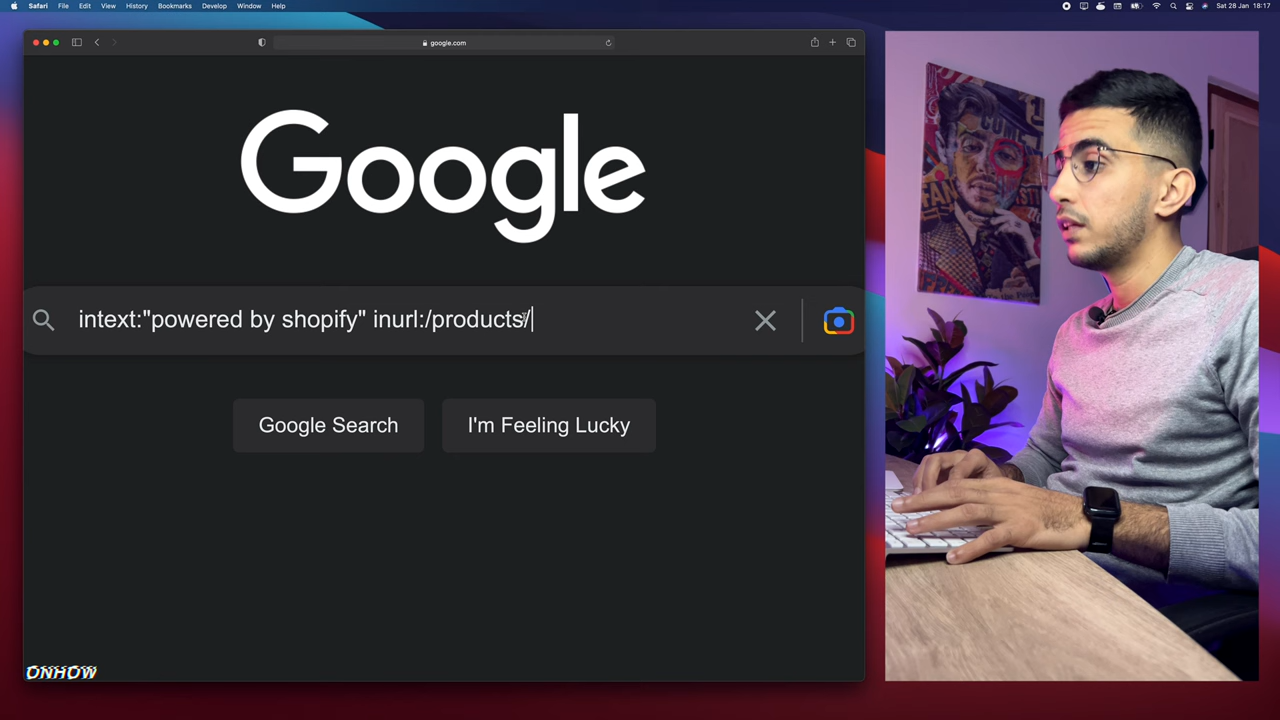 Safari File Edit View History Bookmarks Develop Window Help Sat 28 Jan 18:17
google.com
Google
intext:"powered by shopify" inurl:/products/
Google Search I'm Feeling Lucky
FAN
ONHOW